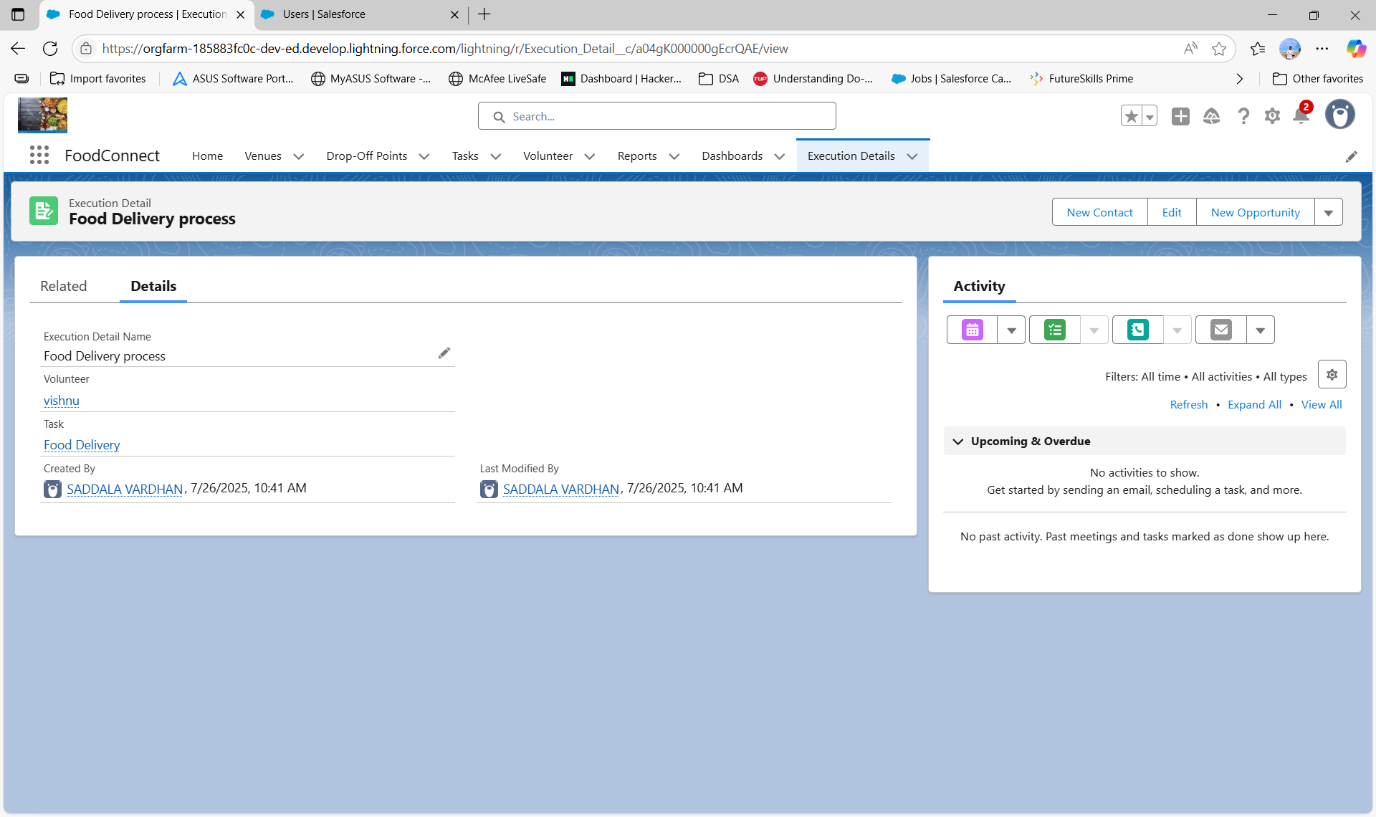 Food Delivery process | Execution
Users | Salesforce
https://orgfarm-185883fc0c-dev-ed.develop.lightning.force.com/lightning/r/Execution_Detail__c/a04gK000000gEcrQAE/view
Import favorites
ASUS Software Port...
MyASUS Software -...
McAfee LiveSafe
Dashboard | Hacker...
DSA
Understanding Do-...
Jobs | Salesforce Ca...
FutureSkills Prime
Other favorites
Search...
2
FoodConnect
Home
Venues
Drop-Off Points
Tasks
Volunteer
Reports
Dashboards
Execution Details
Execution Detail
Food Delivery process
New Contact
Edit
New Opportunity
Related
Details
Execution Detail Name
Food Delivery process
Volunteer
vishnu
Task
Food Delivery
Created By
SADDALA VARDHAN, 7/26/2025, 10:41 AM
Last Modified By
SADDALA VARDHAN, 7/26/2025, 10:41 AM
Activity
Filters: All time • All activities • All types
Refresh • Expand All • View All
Upcoming & Overdue
No activities to show.
Get started by sending an email, scheduling a task, and more.
No past activity. Past meetings and tasks marked as done show up here.